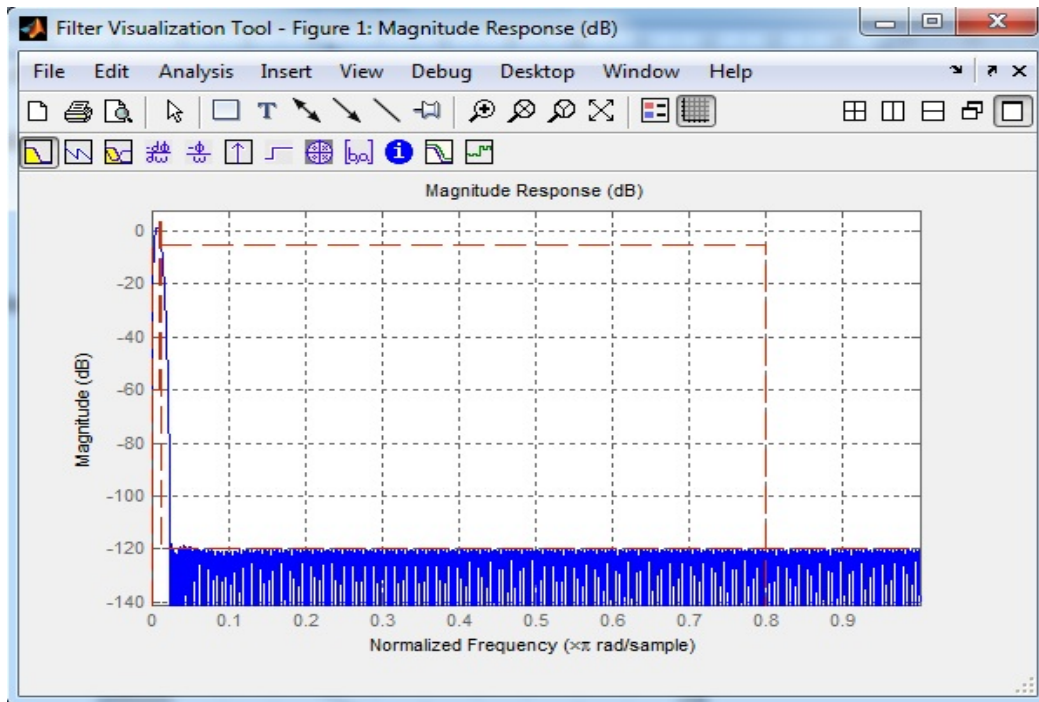 Filter Visualization Tool - Figure 1: Magnitude Response (dB)
File Edit Analysis Insert View Debug Desktop Window Help
Magnitude Response (dB)
0
-20
-40
-60
-80
-100
-120
-140
Magnitude (dB)
0 0.1 0.2 0.3 0.4 0.5 0.6 0.7 0.8 0.9
Normalized Frequency (×π rad/sample)